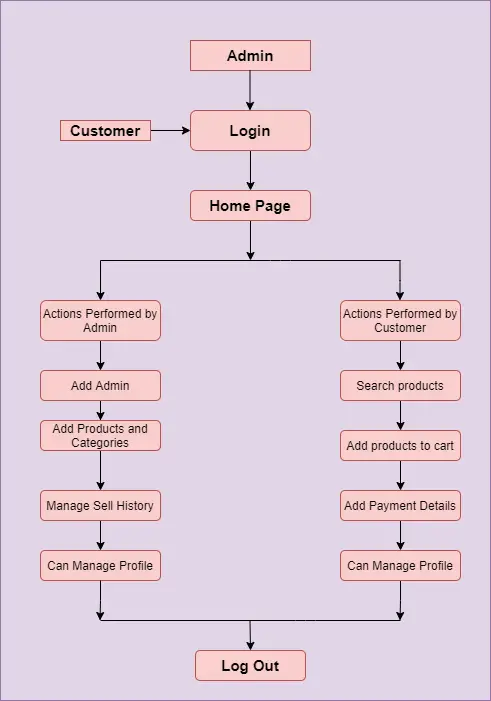 Admin
Customer
Login
Home Page
Actions Performed by
Admin
Actions Performed by
Customer
Add Admin
Search products
Add Products and
Categories
Add products to cart
Manage Sell History
Add Payment Details
Can Manage Profile
Can Manage Profile
Log Out